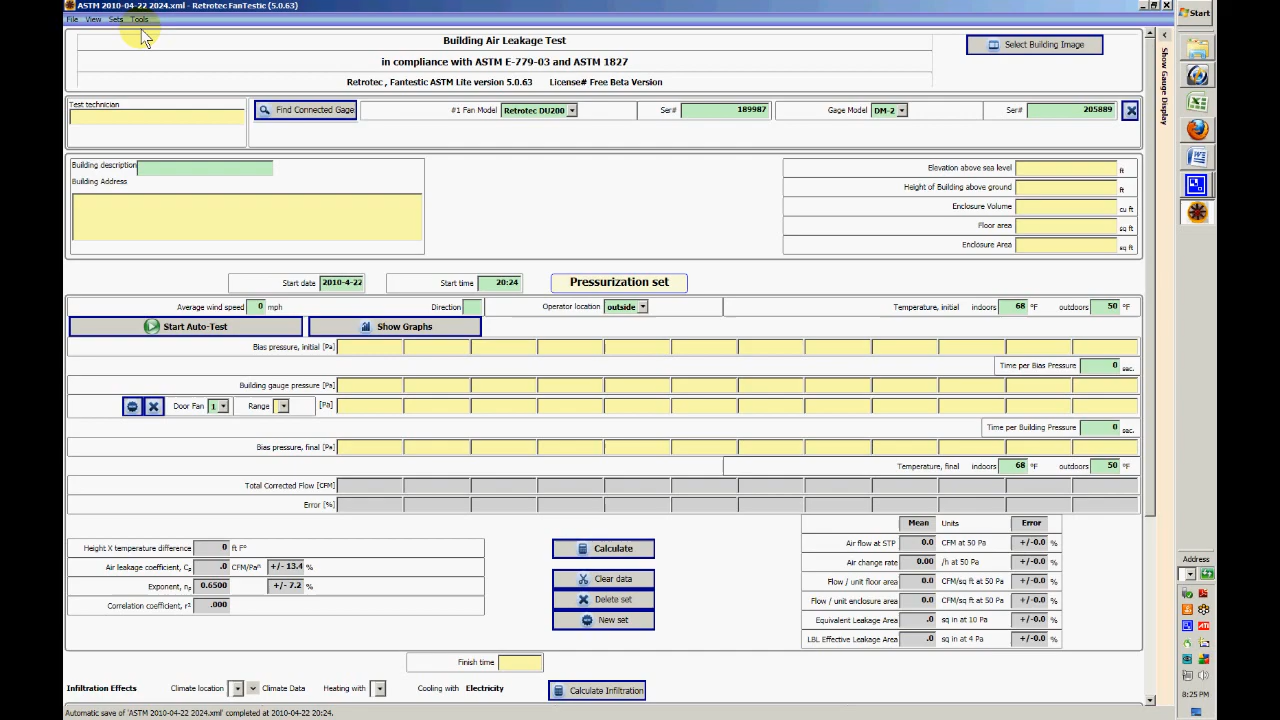 ASTM 2010-04-22 2024.xml - Retrotec FanTestic (5.0.63)
File View Sets Tools
Start
Building Air Leakage Test
Select Building Image
in compliance with ASTM E-779-03 and ASTM 1827
Retrotec , Fantestic ASTM Lite version 5.0.63 License# Free Beta Version
Show Gauge Display
Test technician
Find Connected Gage
#1 Fan Model Retrotec DU200 Ser# 189987 Gage Model DM-2 Ser# 205889
Building description
Building Address
Elevation above sea level ft
Height of Building above ground ft
Enclosure Volume cu ft
Floor area sq ft
Enclosure Area sq ft
Start date 2010-4-22 Start time 20:24 Pressurization set
Average wind speed 0 mph Direction Operator location outside Temperature, initial indoors 68 °F outdoors 50 °F
Start Auto-Test Show Graphs
Bias pressure, initial [Pa]
Time per Bias Pressure 0 sec.
Building gauge pressure [Pa]
Door Fan 1 Range [Pa]
Time per Building Pressure 0 sec.
Bias pressure, final [Pa]
Temperature, final indoors 68 °F outdoors 50 °F
Total Corrected Flow [CFM]
Error [%]
Mean Units Error
Height X temperature difference 0 ft F°
Air leakage coefficient, C .0 CFM/Paⁿ +/- 13.4 %
Exponent, n 0.6500 +/- 7.2 %
Correlation coefficient, r² .000
Calculate
Clear data
Delete set
New set
Air flow at STP 0.0 CFM at 50 Pa +/-0.0 %
Air change rate 0.00 /h at 50 Pa +/-0.0 %
Flow / unit floor area 0.0 CFM/sq ft at 50 Pa +/-0.0 %
Flow / unit enclosure area 0.0 CFM/sq ft at 50 Pa +/-0.0 %
Equivalent Leakage Area .0 sq in at 10 Pa +/-0.0 %
LBL Effective Leakage Area .0 sq in at 4 Pa +/-0.0 %
Finish time
Infiltration Effects Climate location Climate Data Heating with Cooling with Electricity Calculate Infiltration
Automatic save of 'ASTM 2010-04-22 2024.xml' completed at 2010-04-22 20:24.
Address
ATI
8:25 PM